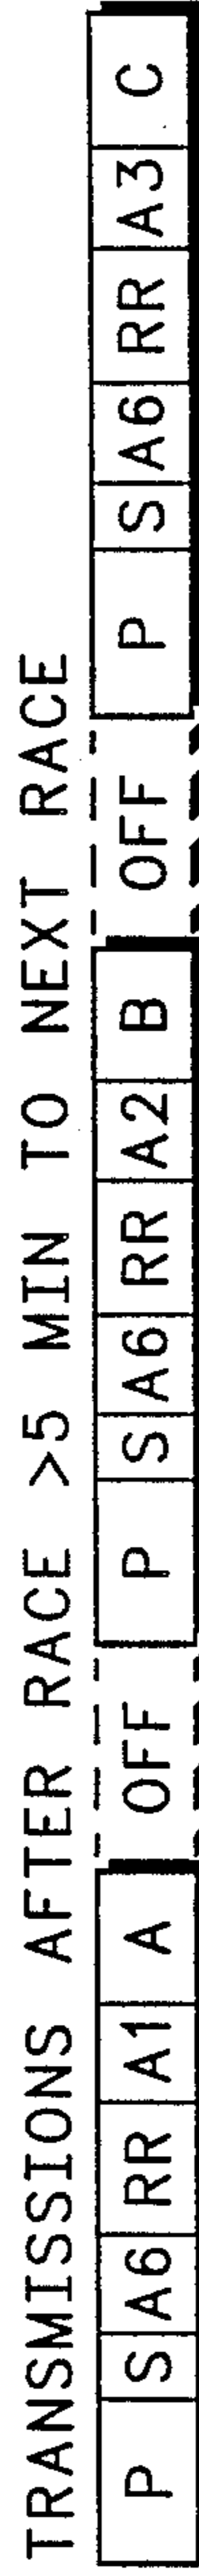 TRANSMISSIONS AFTER RACE >5 MIN TO NEXT RACE
P S A6 RR A1 A OFF P S A6 RR A2 B OFF P S A6 RR A3 C